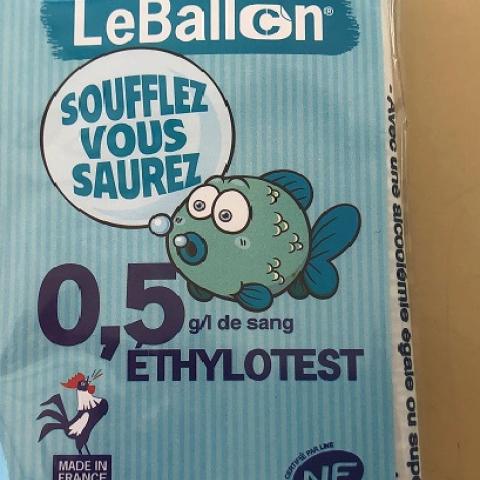 LeBallon®
SOUFFLEZ
VOUS
SAUREZ
0,5 g/l de sang
ÉTHYLOTEST
MADE IN
FRANCE
CERTIFIÉ PAR UNE
NF
-Avec une alcoolémie égale ou supé